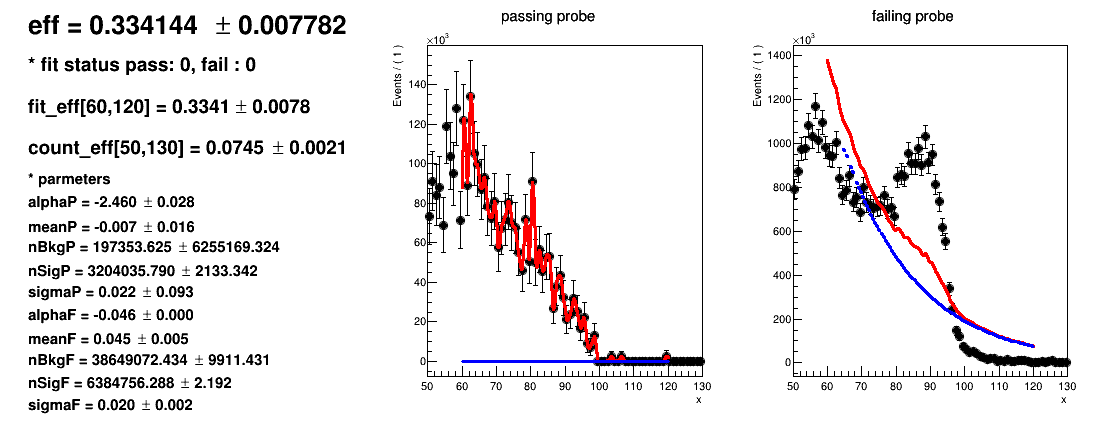 eff = 0.334144 ± 0.007782
* fit status pass: 0, fail : 0
fit_eff[60,120] = 0.3341 ± 0.0078
count_eff[50,130] = 0.0745 ± 0.0021
* parmeters
alphaP = -2.460 ± 0.028
meanP = -0.007 ± 0.016
nBkgP = 197353.625 ± 6255169.324
nSigP = 3204035.790 ± 2133.342
sigmaP = 0.022 ± 0.093
alphaF = -0.046 ± 0.000
meanF = 0.045 ± 0.005
nBkgF = 38649072.434 ± 9911.431
nSigF = 6384756.288 ± 2.192
sigmaF = 0.020 ± 0.002
passing probe
×10³
Events / ( 1 )
140
120
100
80
60
40
20
0
50 60 70 80 90 100 110 120 130
x
failing probe
×10³
Events / ( 1 )
1400
1200
1000
800
600
400
200
0
50 60 70 80 90 100 110 120 130
x